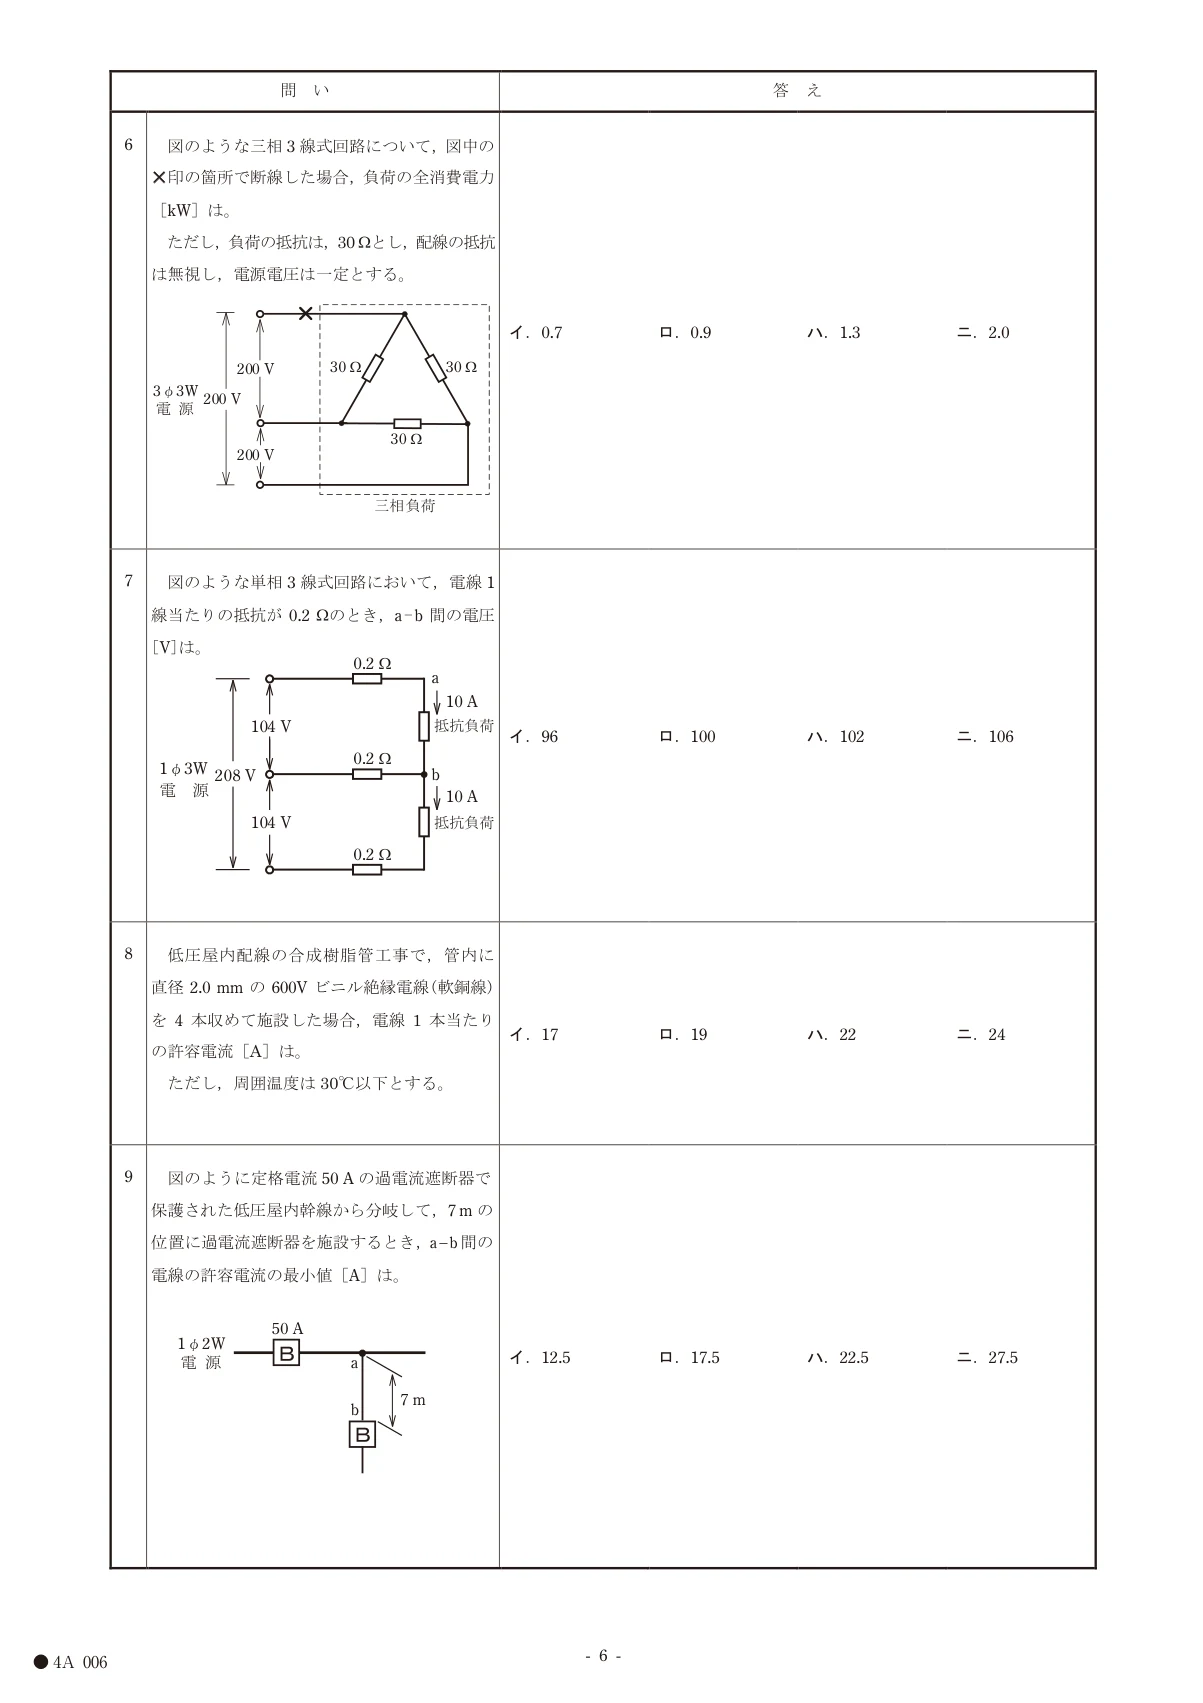 問　い　答　え
6　図のような三相 3 線式回路について，図中の
✕印の箇所で断線した場合，負荷の全消費電力
［kW］は。
ただし，負荷の抵抗は，30 Ωとし，配線の抵抗
は無視し，電源電圧は一定とする。
3φ3W
電 源
200 V
200 V
200 V
30 Ω
30 Ω
30 Ω
三相負荷
イ．0.7　ロ．0.9　ハ．1.3　ニ．2.0
7　図のような単相 3 線式回路において，電線 1
線当たりの抵抗が 0.2 Ωのとき，a-b 間の電圧
[V]は。
0.2 Ω
a
10 A
抵抗負荷
104 V
0.2 Ω
1φ3W
電　源
208 V
b
10 A
抵抗負荷
104 V
0.2 Ω
イ．96　ロ．100　ハ．102　ニ．106
8　低圧屋内配線の合成樹脂管工事で，管内に
直径 2.0 mm の 600V ビニル絶縁電線（軟銅線）
を 4 本収めて施設した場合，電線 1 本当たり
の許容電流［A］は。
ただし，周囲温度は 30℃以下とする。
イ．17　ロ．19　ハ．22　ニ．24
9　図のように定格電流 50 A の過電流遮断器で
保護された低圧屋内幹線から分岐して，7 m の
位置に過電流遮断器を施設するとき，a−b 間の
電線の許容電流の最小値［A］は。
50 A
1φ2W
電 源
B
a
7 m
b
B
イ．12.5　ロ．17.5　ハ．22.5　ニ．27.5
- 6 -
●4A 006